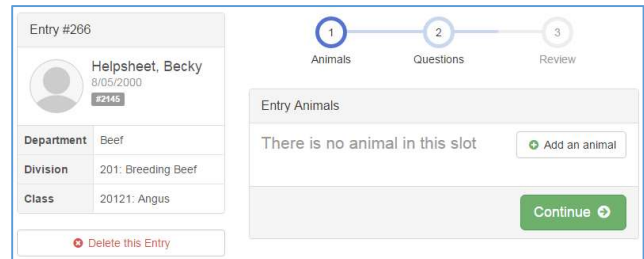 Entry #266
Helpsheet, Becky
8/05/2000
#2145
Department Beef
Division 201: Breeding Beef
Class 20121: Angus
Delete this Entry
1 2 3
Animals Questions Review
Entry Animals
There is no animal in this slot
Add an animal
Continue